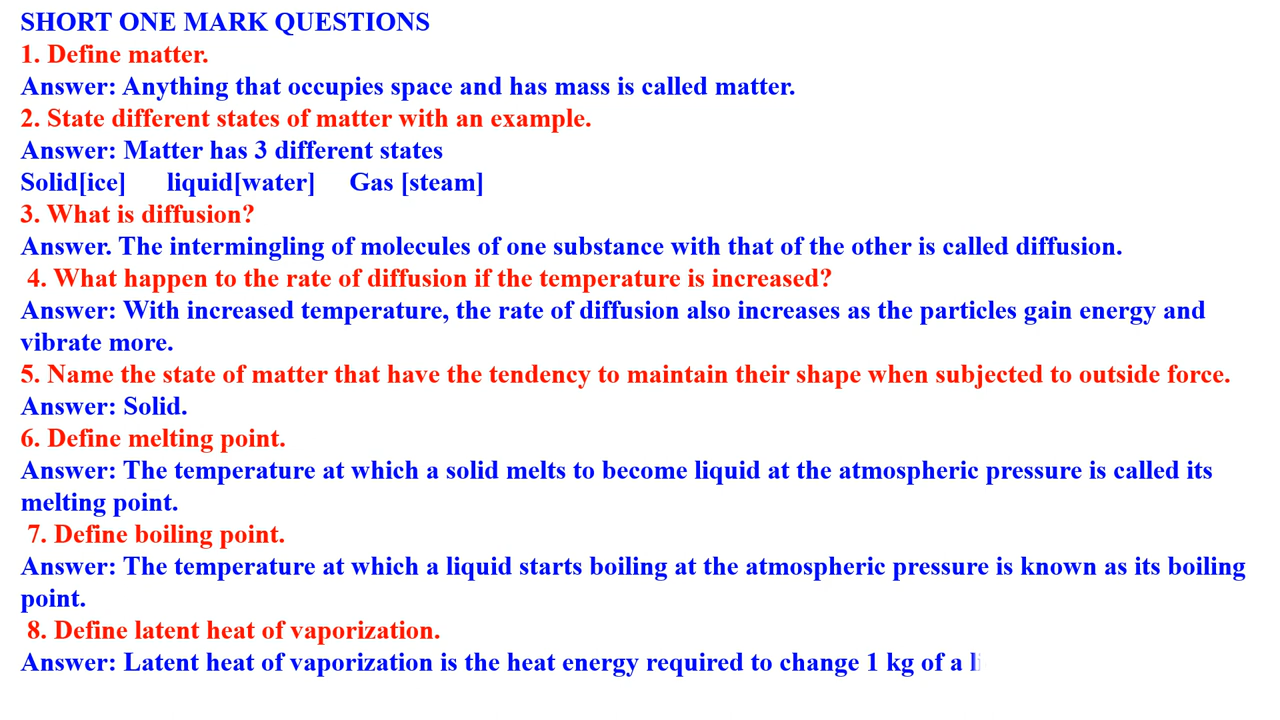 SHORT ONE MARK QUESTIONS
1. Define matter.
Answer: Anything that occupies space and has mass is called matter.
2. State different states of matter with an example.
Answer: Matter has 3 different states
Solid[ice] liquid[water] Gas [steam]
3. What is diffusion?
Answer. The intermingling of molecules of one substance with that of the other is called diffusion.
4. What happen to the rate of diffusion if the temperature is increased?
Answer: With increased temperature, the rate of diffusion also increases as the particles gain energy and
vibrate more.
5. Name the state of matter that have the tendency to maintain their shape when subjected to outside force.
Answer: Solid.
6. Define melting point.
Answer: The temperature at which a solid melts to become liquid at the atmospheric pressure is called its
melting point.
7. Define boiling point.
Answer: The temperature at which a liquid starts boiling at the atmospheric pressure is known as its boiling
point.
8. Define latent heat of vaporization.
Answer: Latent heat of vaporization is the heat energy required to change 1 kg of a